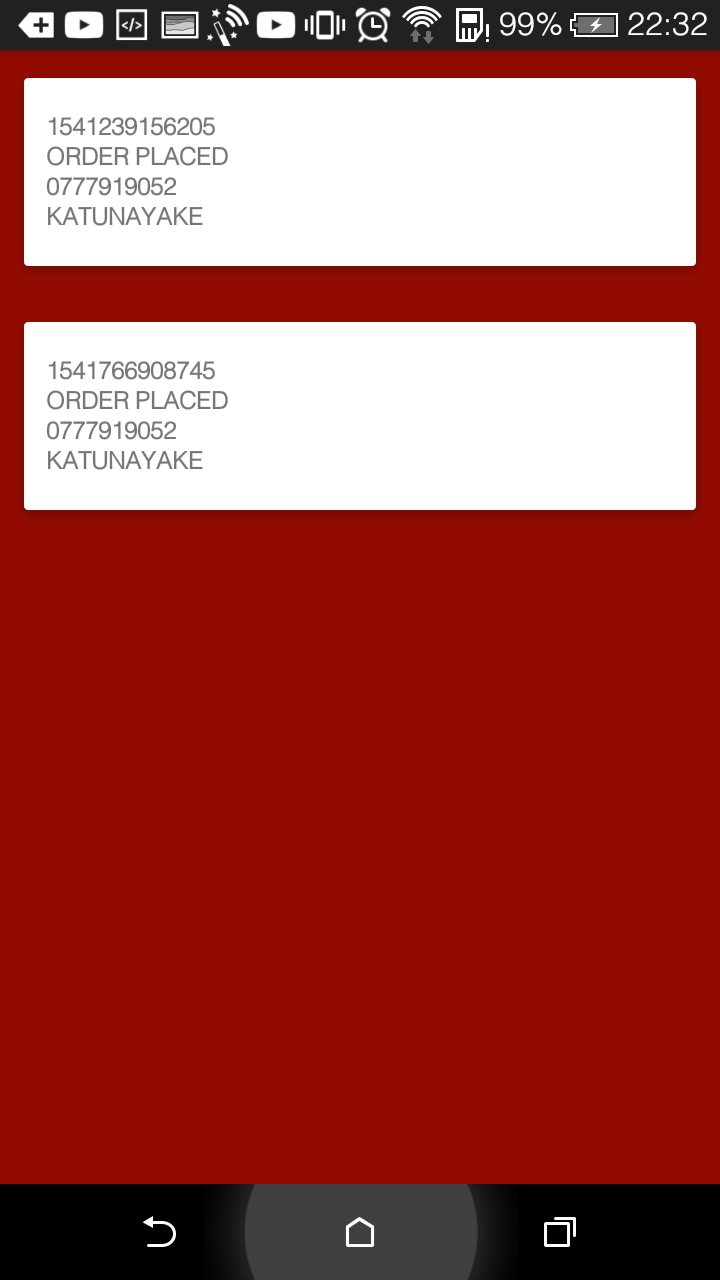 99% 22:32
1541239156205
ORDER PLACED
0777919052
KATUNAYAKE
1541766908745
ORDER PLACED
0777919052
KATUNAYAKE